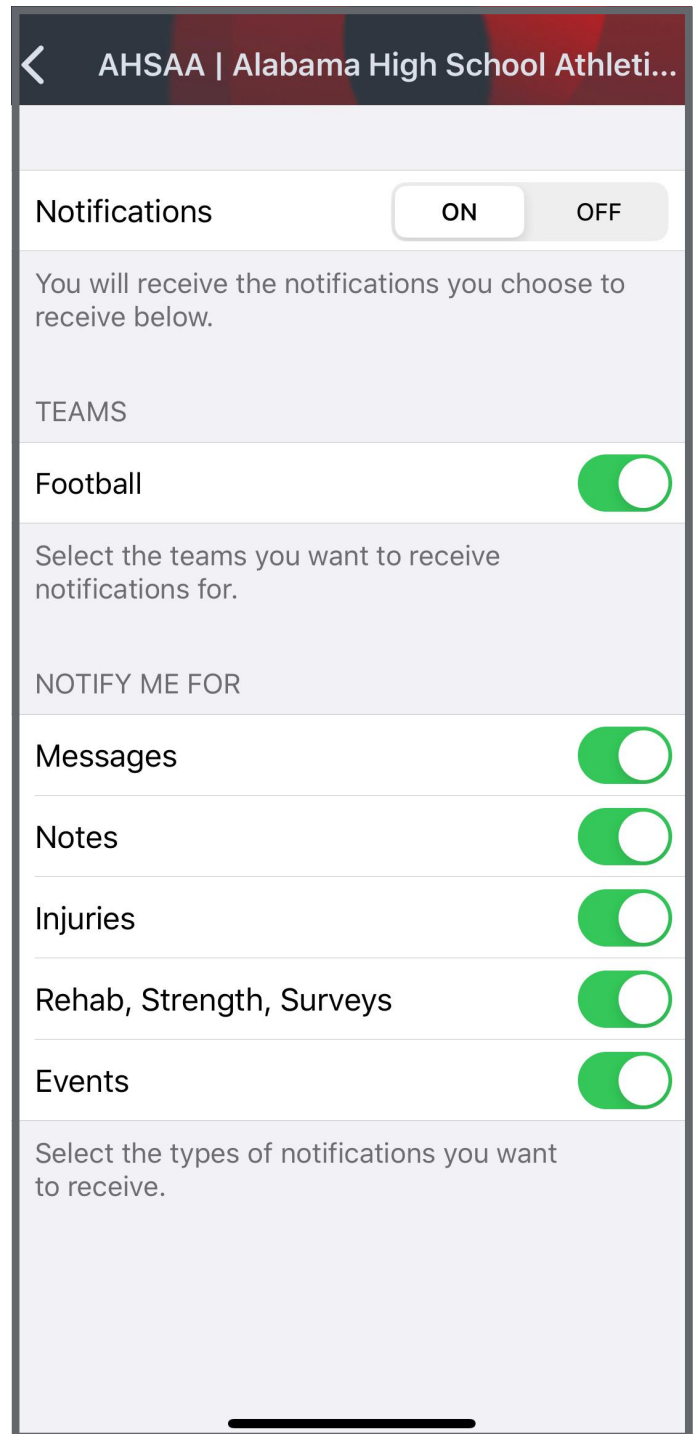 AHSAA | Alabama High School Athleti...
Notifications
ON
OFF
You will receive the notifications you choose to
receive below.
TEAMS
Football
Select the teams you want to receive
notifications for.
NOTIFY ME FOR
Messages
Notes
Injuries
Rehab, Strength, Surveys
Events
Select the types of notifications you want
to receive.